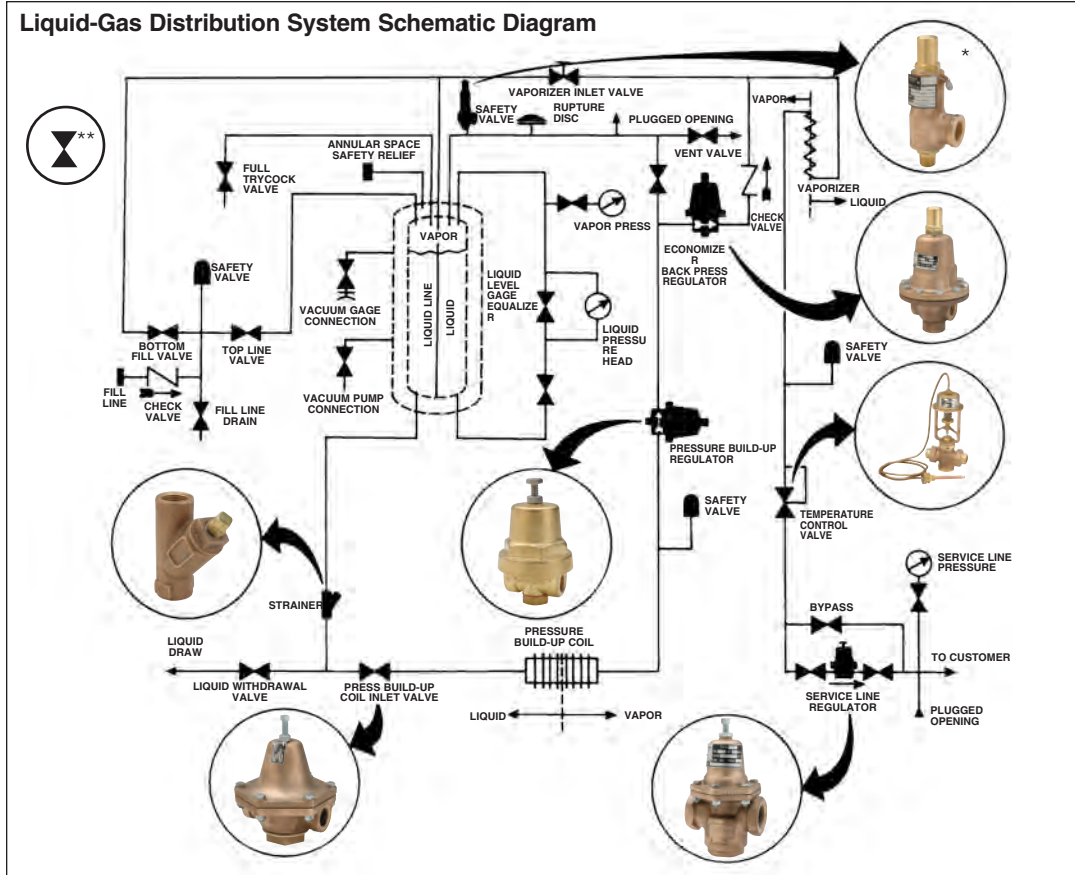 Liquid-Gas Distribution System Schematic Diagram
*
**
VAPORIZER INLET VALVE
SAFETY
VALVE
RUPTURE
DISC
PLUGGED OPENING
VENT VALVE
VAPOR
VAPORIZER
LIQUID
ANNULAR SPACE
SAFETY RELIEF
FULL
TRYCOCK
VALVE
VAPOR PRESS
CHECK
VALVE
ECONOMIZE
R
BACK PRESS
REGULATOR
VAPOR
LIQUID LINE
LIQUID
LIQUID
LEVEL
GAGE
EQUALIZE
R
SAFETY
VALVE
VACUUM GAGE
CONNECTION
LIQUID
PRESSU
RE
HEAD
BOTTOM
FILL VALVE
TOP LINE
VALVE
SAFETY
VALVE
FILL
LINE
CHECK
VALVE
FILL LINE
DRAIN
VACUUM PUMP
CONNECTION
PRESSURE BUILD-UP
REGULATOR
SAFETY
VALVE
TEMPERATURE
CONTROL
VALVE
SERVICE LINE
PRESSURE
STRAINER
BYPASS
LIQUID
DRAW
PRESSURE
BUILD-UP COIL
TO CUSTOMER
LIQUID WITHDRAWAL
VALVE
PRESS BUILD-UP
COIL INLET VALVE
SERVICE LINE
REGULATOR
LIQUID
VAPOR
PLUGGED
OPENING